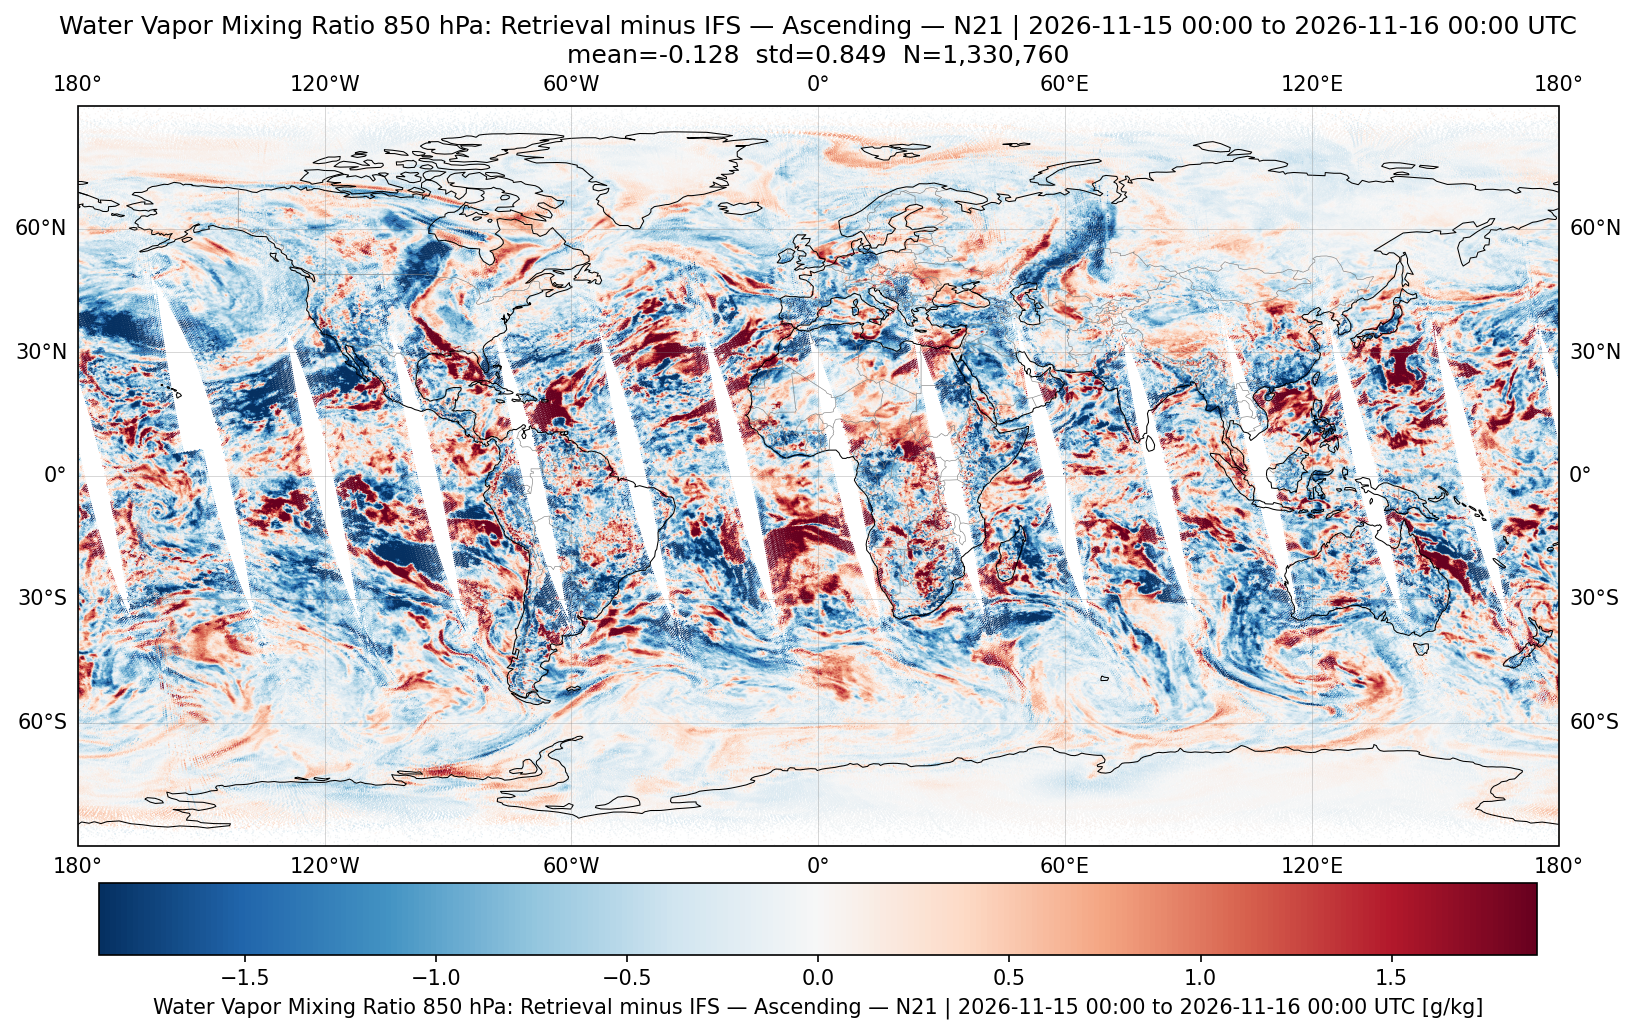 Water Vapor Mixing Ratio 850 hPa: Retrieval minus IFS — Ascending — N21 | 2026-11-15 00:00 to 2026-11-16 00:00 UTC
mean=-0.128  std=0.849  N=1,330,760
180° 120°W 60°W 0° 60°E 120°E 180°
60°N 60°N
30°N 30°N
0° 0°
30°S 30°S
60°S 60°S
180° 120°W 60°W 0° 60°E 120°E 180°
−1.5 −1.0 −0.5 0.0 0.5 1.0 1.5
Water Vapor Mixing Ratio 850 hPa: Retrieval minus IFS — Ascending — N21 | 2026-11-15 00:00 to 2026-11-16 00:00 UTC [g/kg]